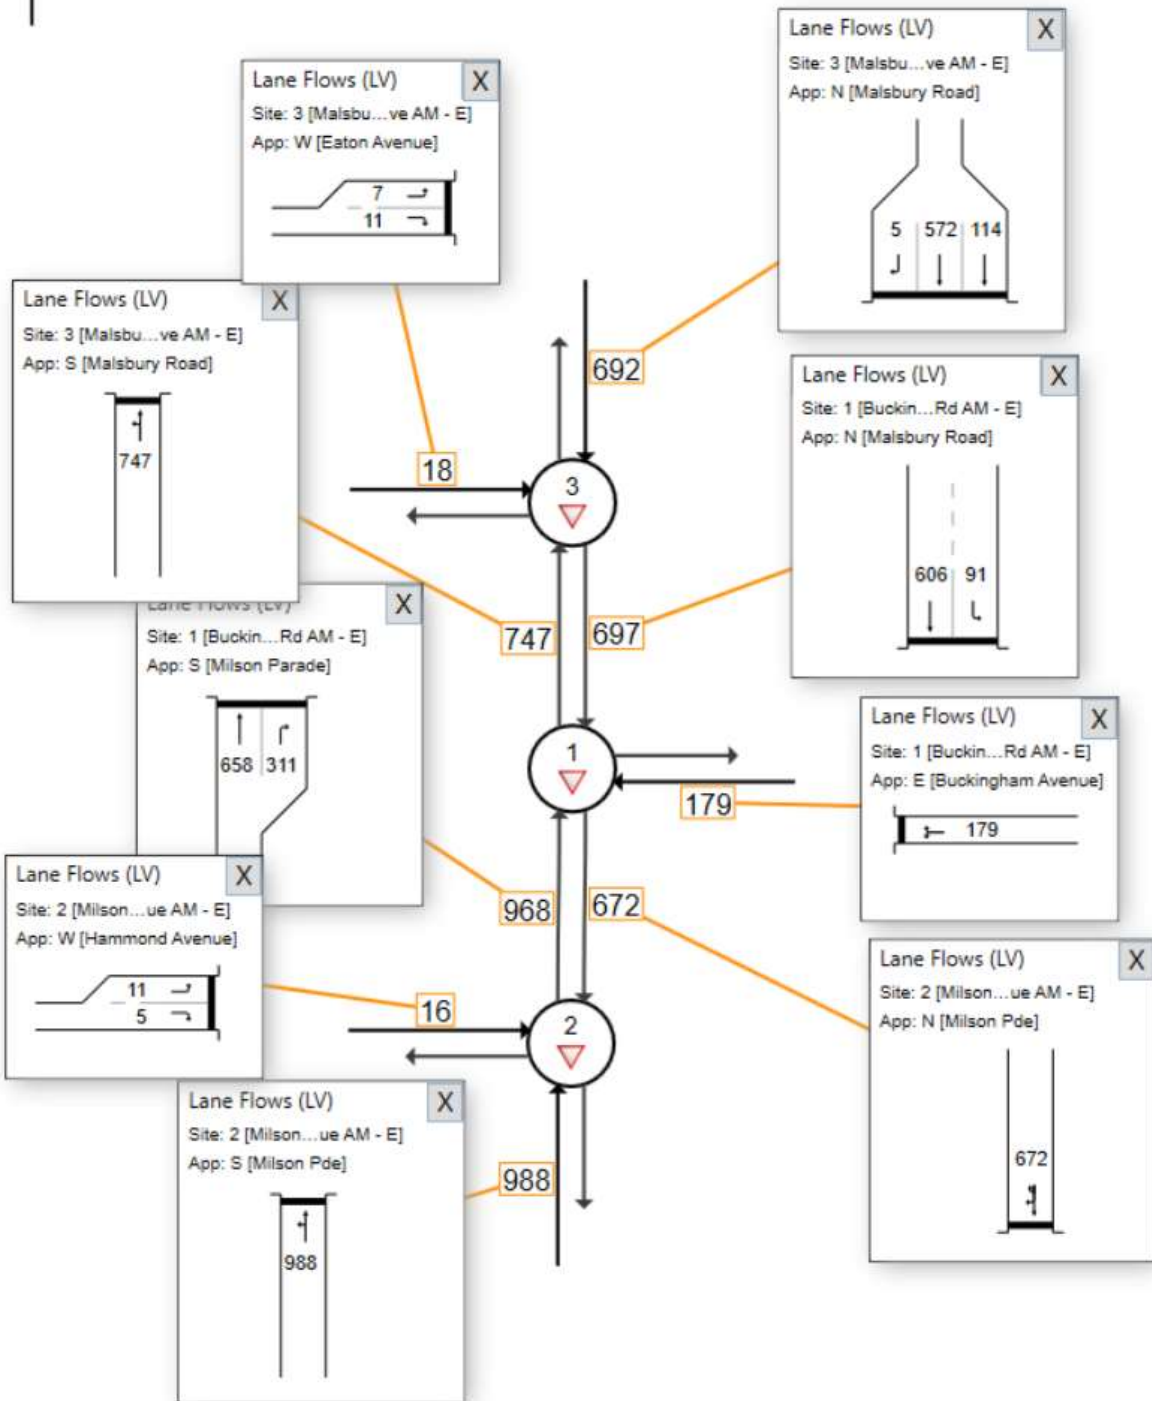 Lane Flows (LV)
X
Site: 3 [Malsbu...ve AM - E]
App: N [Malsbury Road]
5 572 114
Lane Flows (LV)
X
Site: 3 [Malsbu...ve AM - E]
App: W [Eaton Avenue]
7
11
Lane Flows (LV)
X
Site: 3 [Malsbu...ve AM - E]
App: S [Malsbury Road]
747
692
Lane Flows (LV)
X
Site: 1 [Buckin...Rd AM - E]
App: N [Malsbury Road]
606 91
18
3
Lane Flows (LV)
X
Site: 1 [Buckin...Rd AM - E]
App: S [Milson Parade]
658 311
747
697
1
179
Lane Flows (LV)
X
Site: 1 [Buckin...Rd AM - E]
App: E [Buckingham Avenue]
179
Lane Flows (LV)
X
Site: 2 [Milson...ue AM - E]
App: W [Hammond Avenue]
11
5
968
672
Lane Flows (LV)
X
Site: 2 [Milson...ue AM - E]
App: N [Milson Pde]
672
16
2
Lane Flows (LV)
X
Site: 2 [Milson...ue AM - E]
App: S [Milson Pde]
988
988